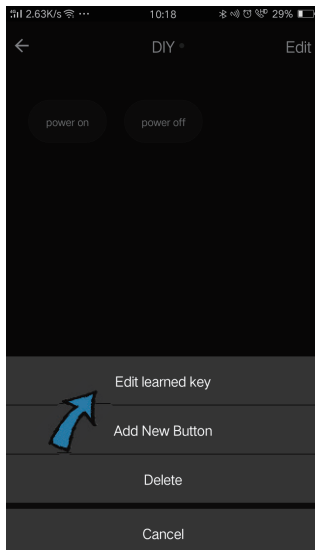 2.63K/s ... 10:18 29%
DIY Edit
power on power off
Edit learned key
Add New Button
Delete
Cancel